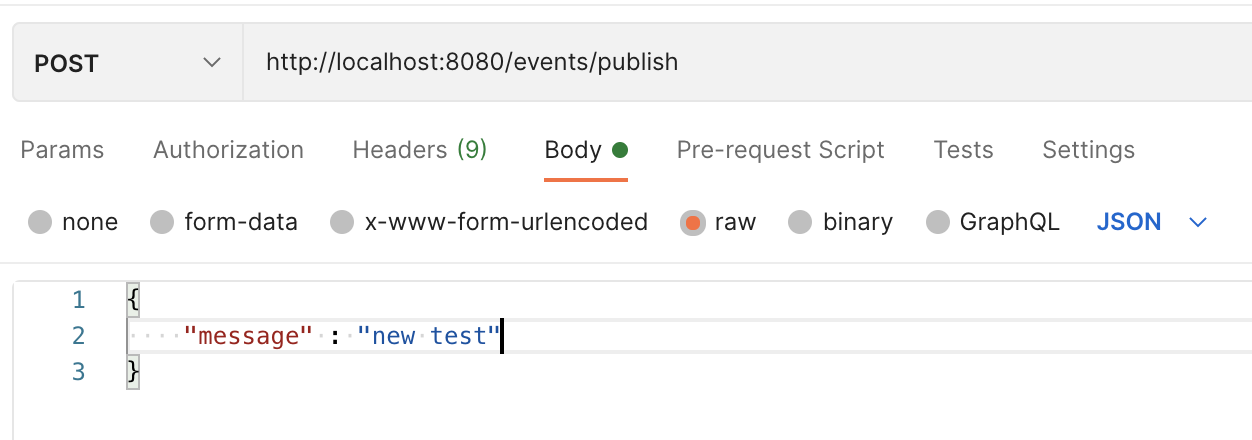 POST http://localhost:8080/events/publish
Params Authorization Headers (9) Body Pre-request Script Tests Settings
none form-data x-www-form-urlencoded raw binary GraphQL JSON
1 {
2 "message" : "new test"
3 }